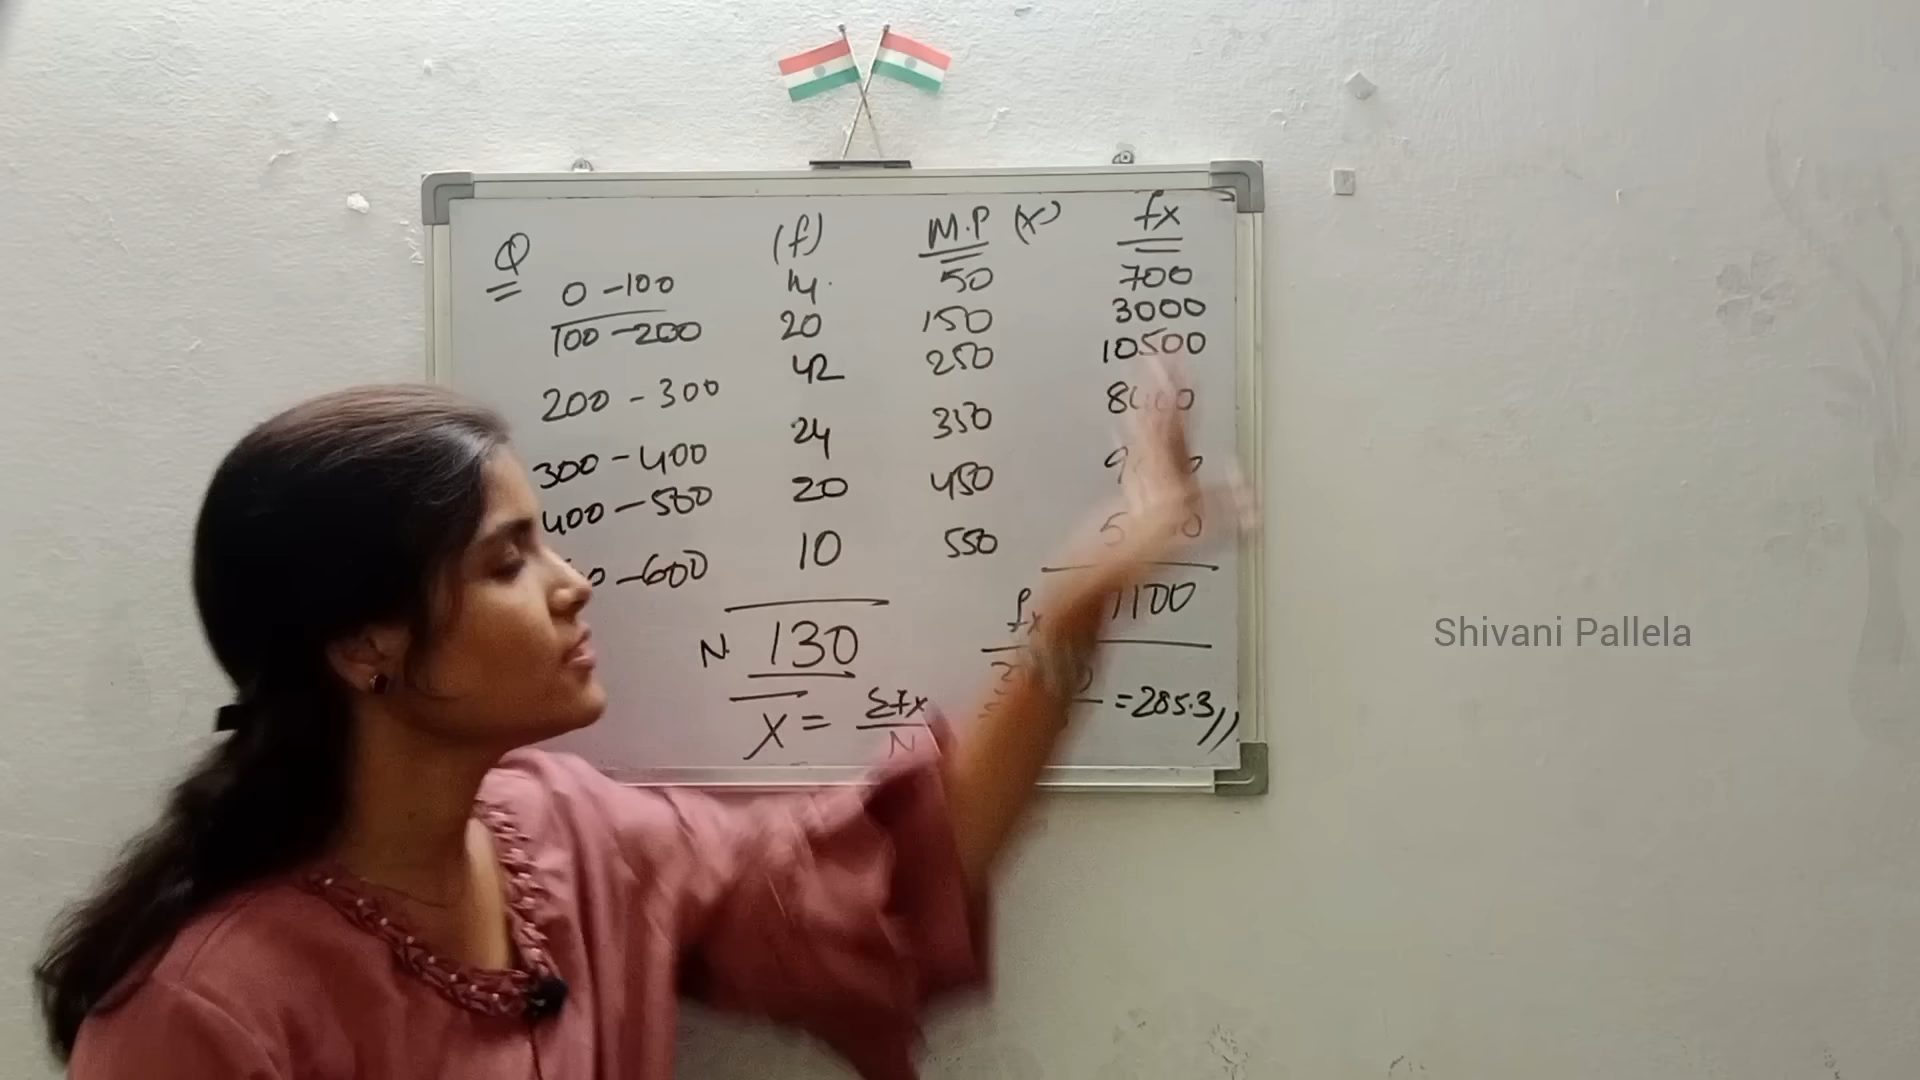 Q (f) M.P (x) fx
0 - 100 14 50 700
100 - 200 20 150 3000
200 - 300 42 250 10500
300 - 400 24 350
400 - 500 20 450
- 600 10 550
N 130 fx
x = Σfx / N = 285.3 //
Shivani Pallela